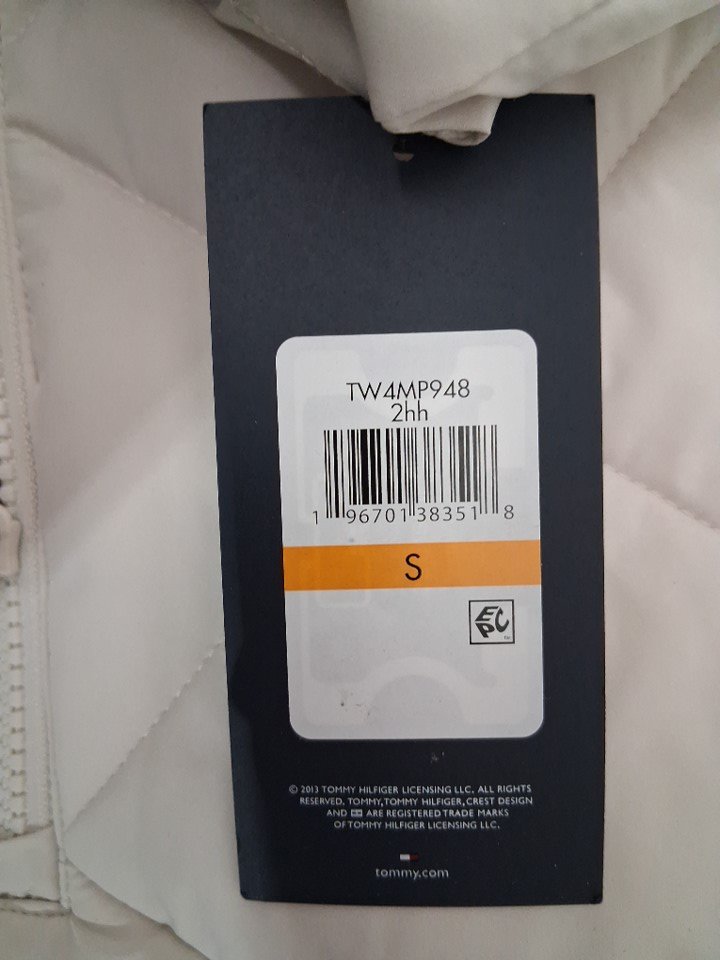 TW4MP948
2hh
1 96701 38351 8
S
EPC
© 2013 TOMMY HILFIGER LICENSING LLC. ALL RIGHTS
RESERVED. TOMMY, TOMMY HILFIGER, CREST DESIGN
AND ARE REGISTERED TRADE MARKS
OF TOMMY HILFIGER LICENSING LLC.
tommy.com